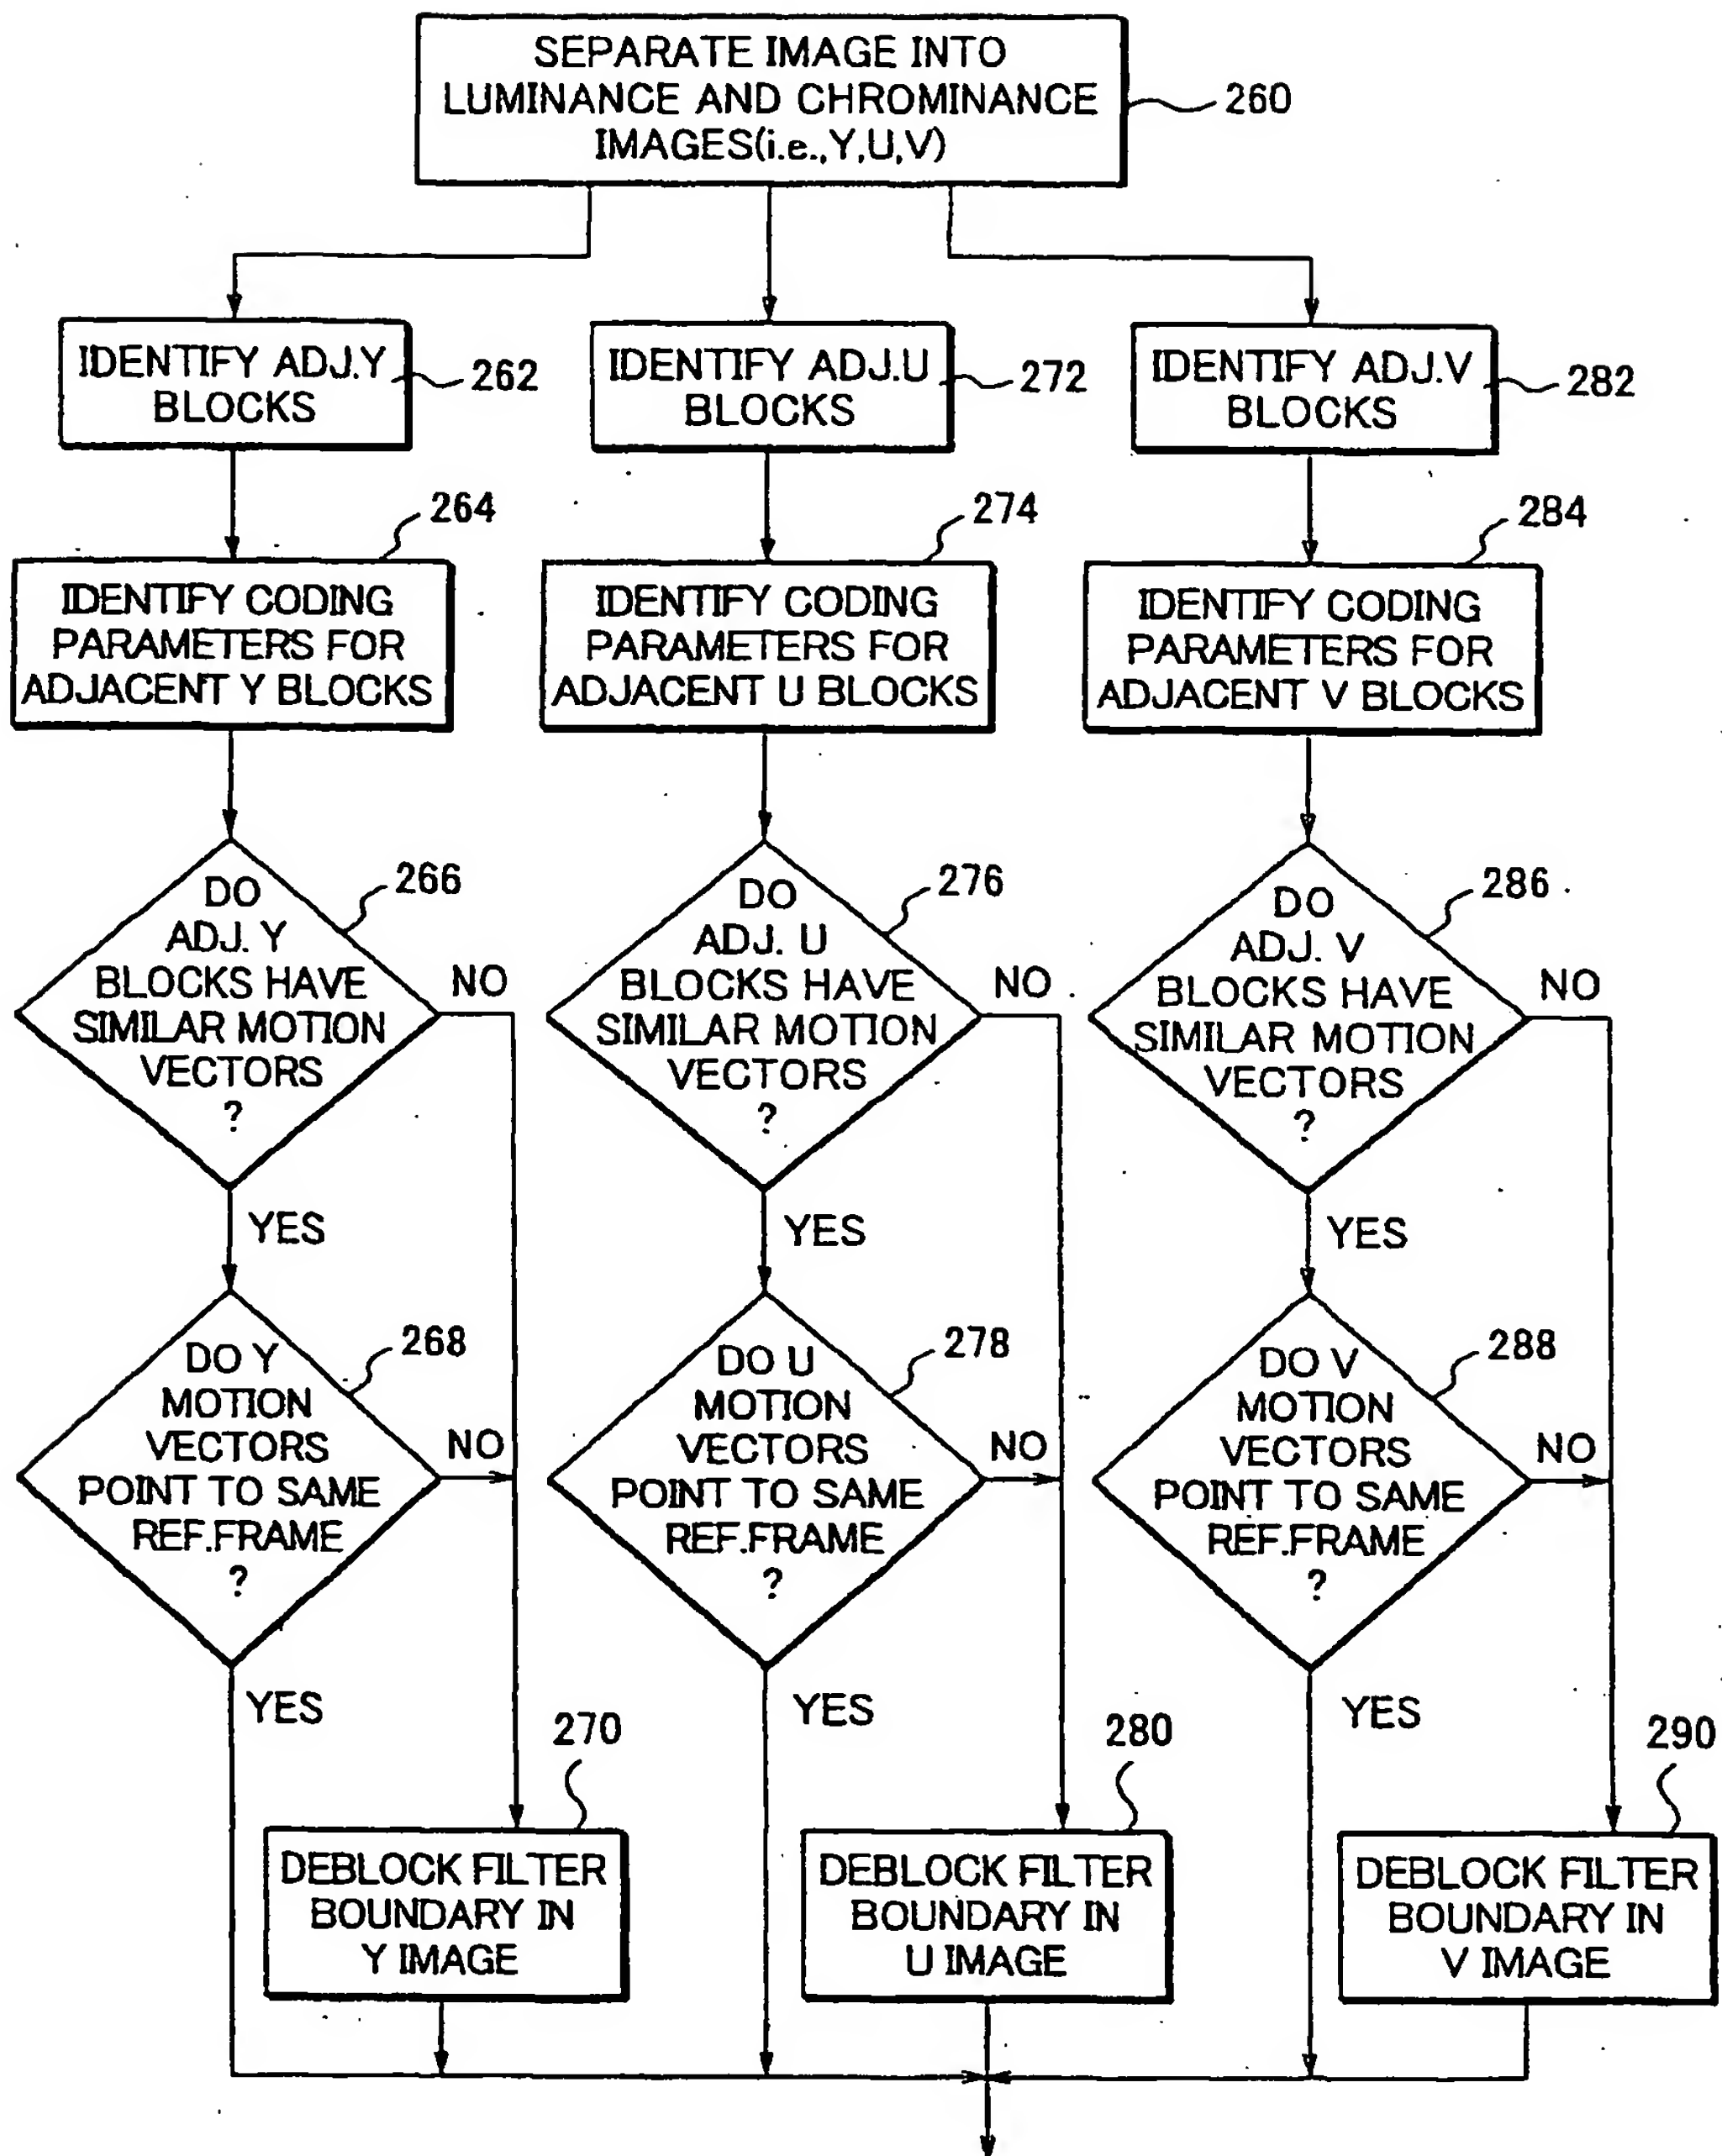 SEPARATE IMAGE INTO
LUMINANCE AND CHROMINANCE
IMAGES(i.e.,Y,U,V)
260
IDENTIFY ADJ.Y
BLOCKS
262
IDENTIFY ADJ.U
BLOCKS
272
IDENTIFY ADJ.V
BLOCKS
282
264
IDENTIFY CODING
PARAMETERS FOR
ADJACENT Y BLOCKS
274
IDENTIFY CODING
PARAMETERS FOR
ADJACENT U BLOCKS
284
IDENTIFY CODING
PARAMETERS FOR
ADJACENT V BLOCKS
266
DO
ADJ. Y
BLOCKS HAVE
SIMILAR MOTION
VECTORS
?
NO
YES
276
DO
ADJ. U
BLOCKS HAVE
SIMILAR MOTION
VECTORS
?
NO
YES
286
DO
ADJ. V
BLOCKS HAVE
SIMILAR MOTION
VECTORS
?
NO
YES
268
DO Y
MOTION
VECTORS
POINT TO SAME
REF.FRAME
?
NO
YES
278
DO U
MOTION
VECTORS
POINT TO SAME
REF.FRAME
?
NO
YES
288
DO V
MOTION
VECTORS
POINT TO SAME
REF.FRAME
?
NO
YES
270
DEBLOCK FILTER
BOUNDARY IN
Y IMAGE
280
DEBLOCK FILTER
BOUNDARY IN
U IMAGE
290
DEBLOCK FILTER
BOUNDARY IN
V IMAGE